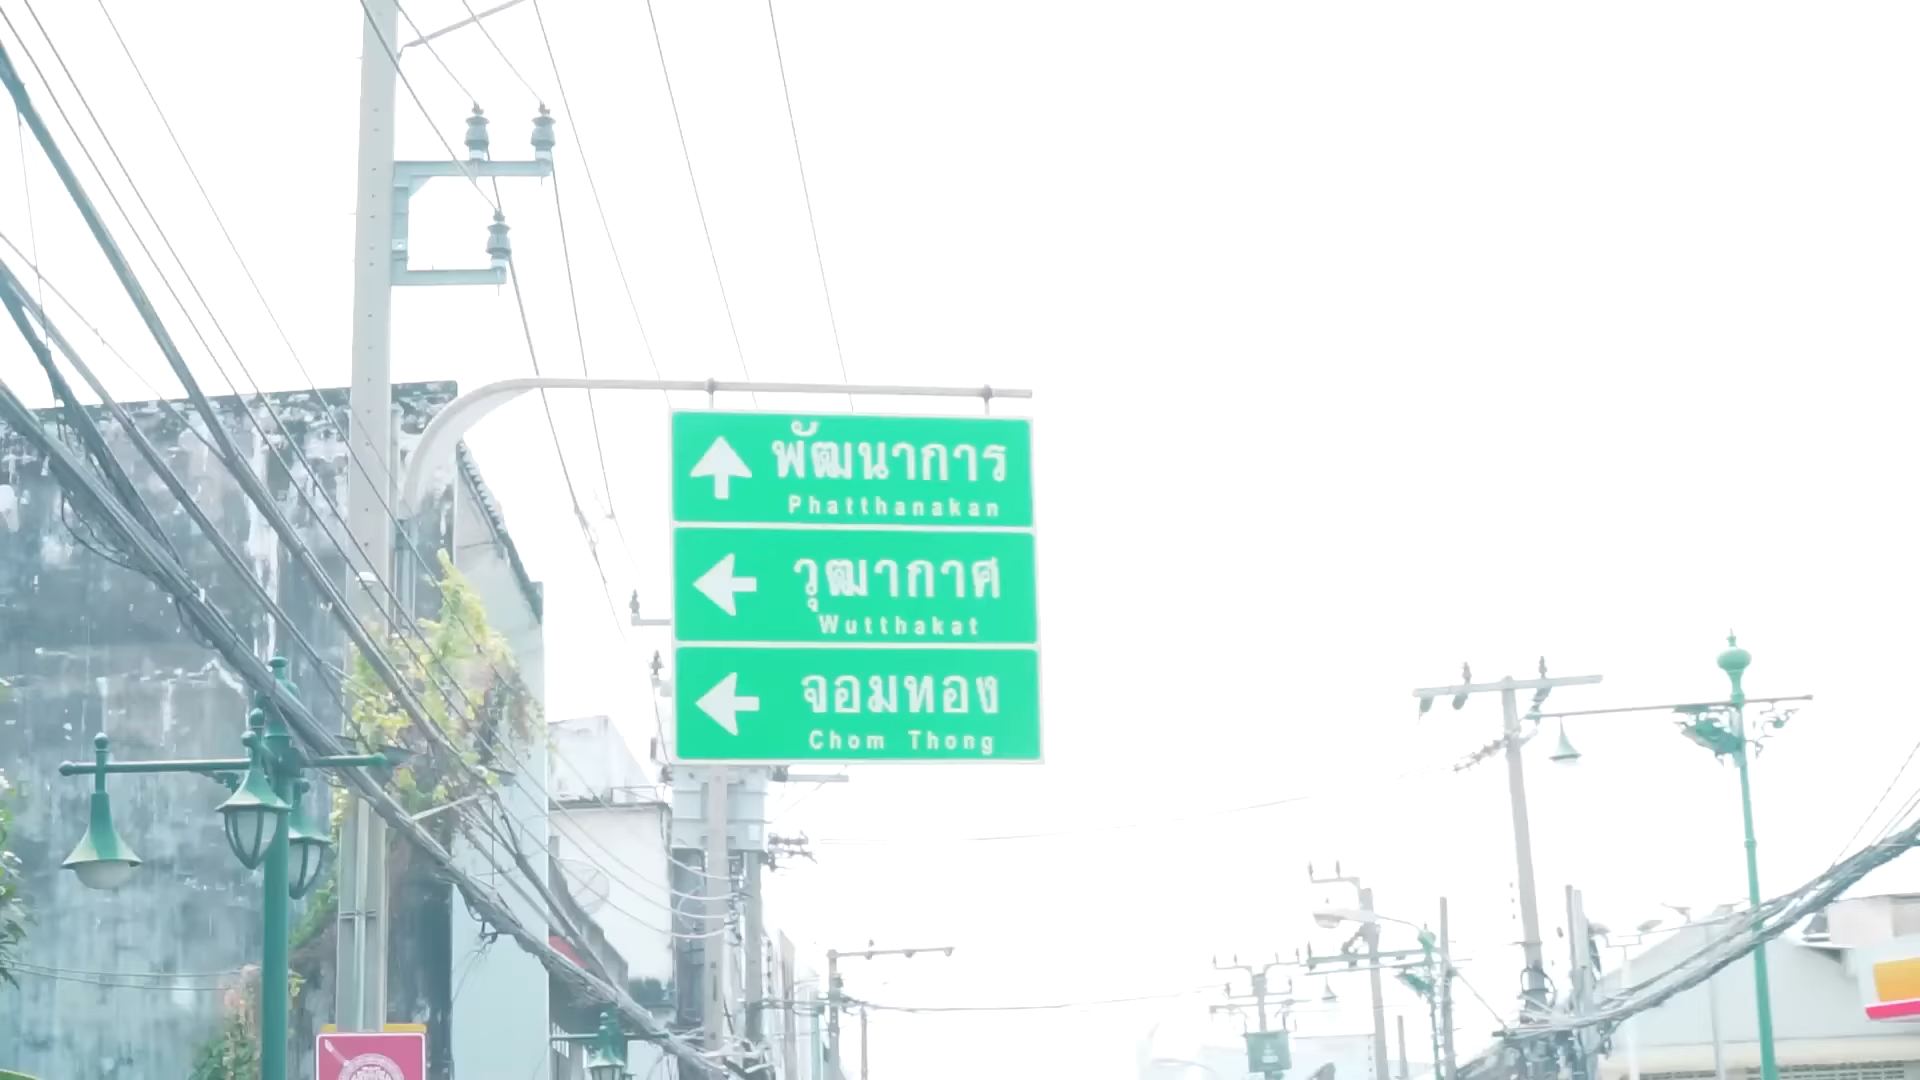 พัฒนาการ
Phatthanakan
วุฒากาศ
Wutthakat
จอมทอง
Chom Thong